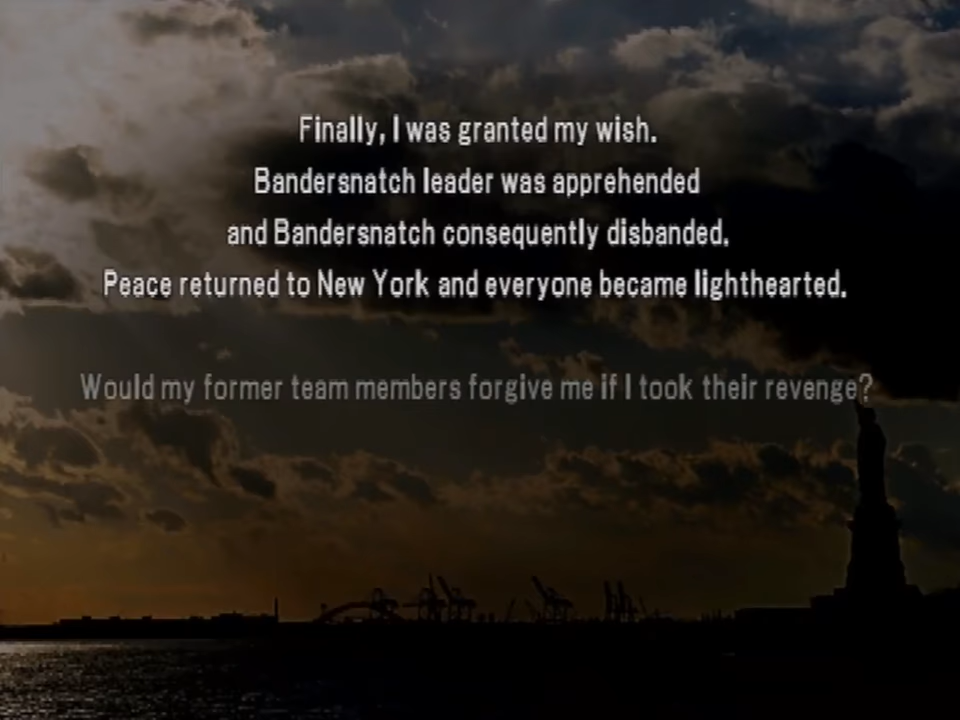 Finally, I was granted my wish.
Bandersnatch leader was apprehended
and Bandersnatch consequently disbanded.
Peace returned to New York and everyone became lighthearted.
Would my former team members forgive me if I took their revenge?